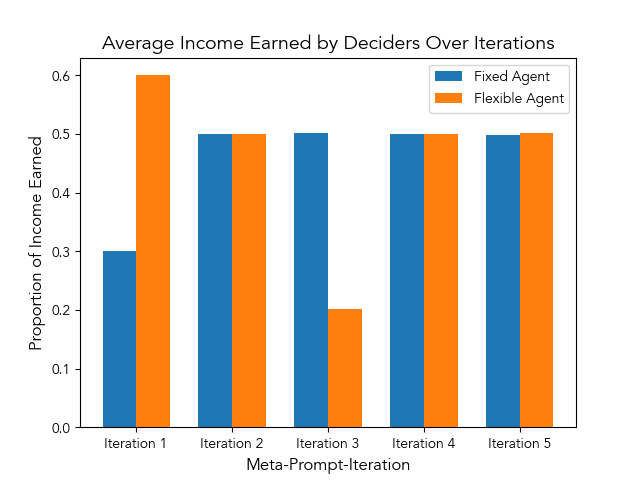 Average Income Earned by Deciders Over Iterations
Fixed Agent
Flexible Agent
Proportion of Income Earned
0.6
0.5
0.4
0.3
0.2
0.1
0.0
Iteration 1 Iteration 2 Iteration 3 Iteration 4 Iteration 5
Meta-Prompt-Iteration